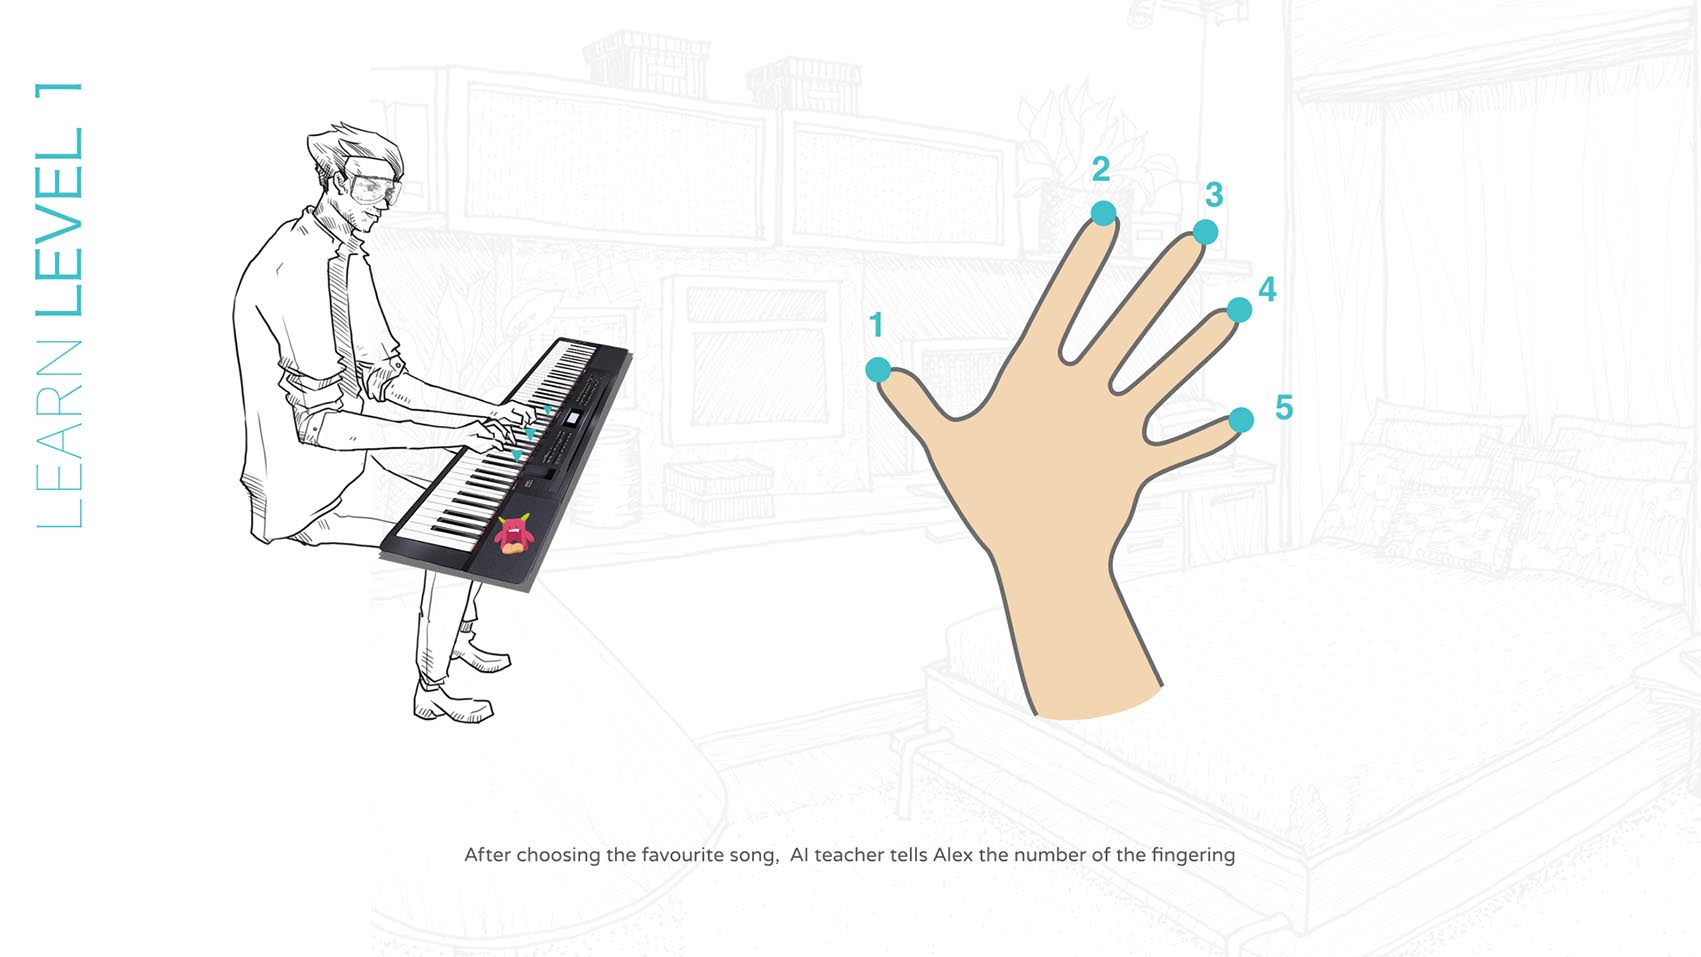 LEARN LEVEL 1
1
2
3
4
5
After choosing the favourite song,  AI teacher tells Alex the number of the fingering